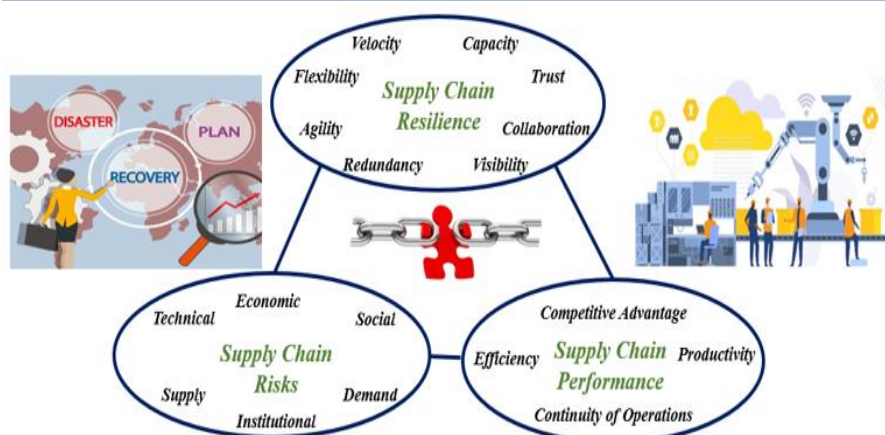 Velocity
Capacity
Flexibility
Supply Chain
Resilience
Trust
Agility
Collaboration
Redundancy
Visibility
DISASTER
PLAN
RECOVERY
Economic
Technical
Social
Supply Chain
Risks
Supply
Demand
Institutional
Competitive Advantage
Efficiency
Supply Chain
Performance
Productivity
Continuity of Operations